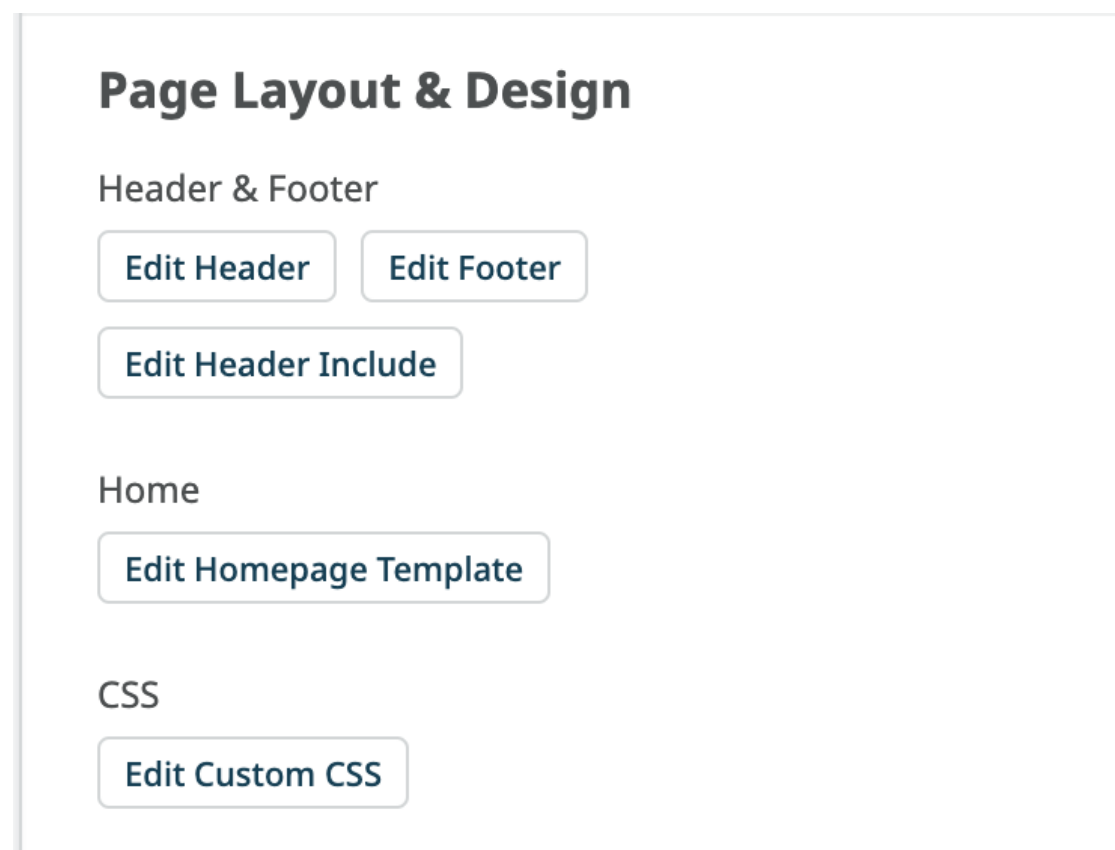 Page Layout & Design
Header & Footer
Edit Header Edit Footer
Edit Header Include
Home
Edit Homepage Template
CSS
Edit Custom CSS